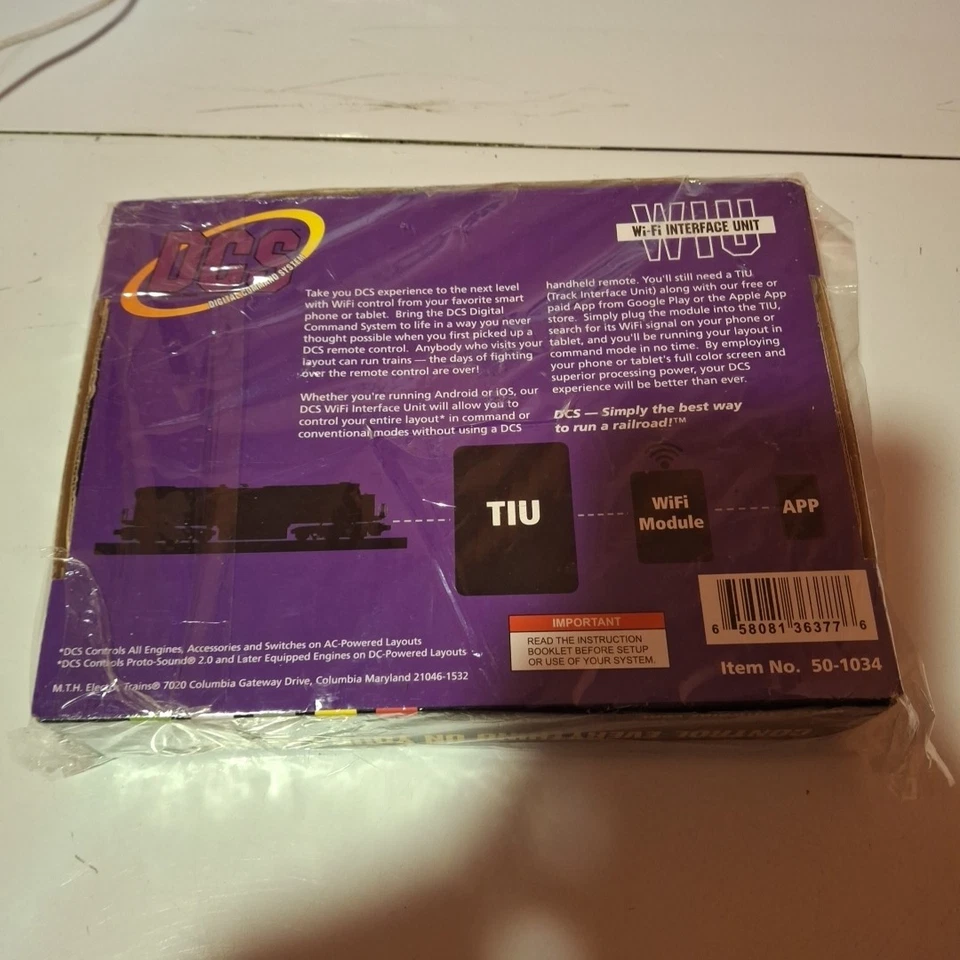 DCS
DIGITAL COMMAND SYSTEM
WIU
Wi-Fi INTERFACE UNIT
Take you DCS experience to the next level
with WiFi control from your favorite smart
phone or tablet. Bring the DCS Digital
Command System to life in a way you never
thought possible when you first picked up a
DCS remote control. Anybody who visits your
layout can run trains — the days of fighting
over the remote control are over!
Whether you're running Android or iOS, our
DCS WiFi Interface Unit will allow you to
control your entire layout* in command or
conventional modes without using a DCS
handheld remote. You'll still need a TIU
(Track Interface Unit) along with our free or
paid App from Google Play or the Apple App
store. Simply plug the module into the TIU,
search for its WiFi signal on your phone or
tablet, and you'll be running your layout in
command mode in no time. By employing
your phone or tablet's full color screen and
superior processing power, your DCS
experience will be better than ever.
DCS — Simply the best way
to run a railroad!™
TIU
WiFi
Module
APP
6 58081 36377 6
IMPORTANT
READ THE INSTRUCTION
BOOKLET BEFORE SETUP
OR USE OF YOUR SYSTEM.
Item No. 50-1034
*DCS Controls All Engines, Accessories and Switches on AC-Powered Layouts
*DCS Controls Proto-Sound® 2.0 and Later Equipped Engines on DC-Powered Layouts
M.T.H. Electric Trains® 7020 Columbia Gateway Drive, Columbia Maryland 21046-1532
CONTROL EVERYTHING ON YOUR